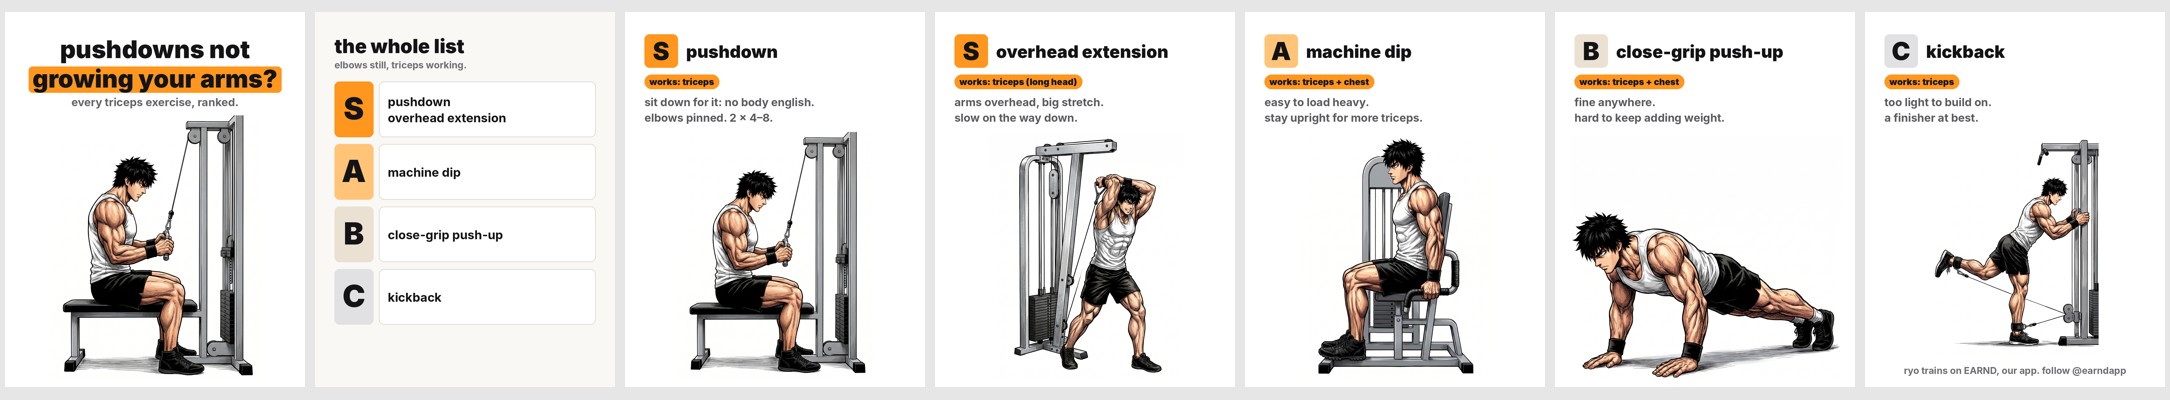 pushdowns not
growing your arms?
every triceps exercise, ranked.
the whole list
elbows still, triceps working.
S
pushdown
overhead extension
A
machine dip
B
close-grip push-up
C
kickback
S pushdown
works: triceps
sit down for it: no body english.
elbows pinned. 2 × 4–8.
S overhead extension
works: triceps (long head)
arms overhead, big stretch.
slow on the way down.
A machine dip
works: triceps + chest
easy to load heavy.
stay upright for more triceps.
B close-grip push-up
works: triceps + chest
fine anywhere.
hard to keep adding weight.
C kickback
works: triceps
too light to build on.
a finisher at best.
ryo trains on EARND, our app. follow @earndapp